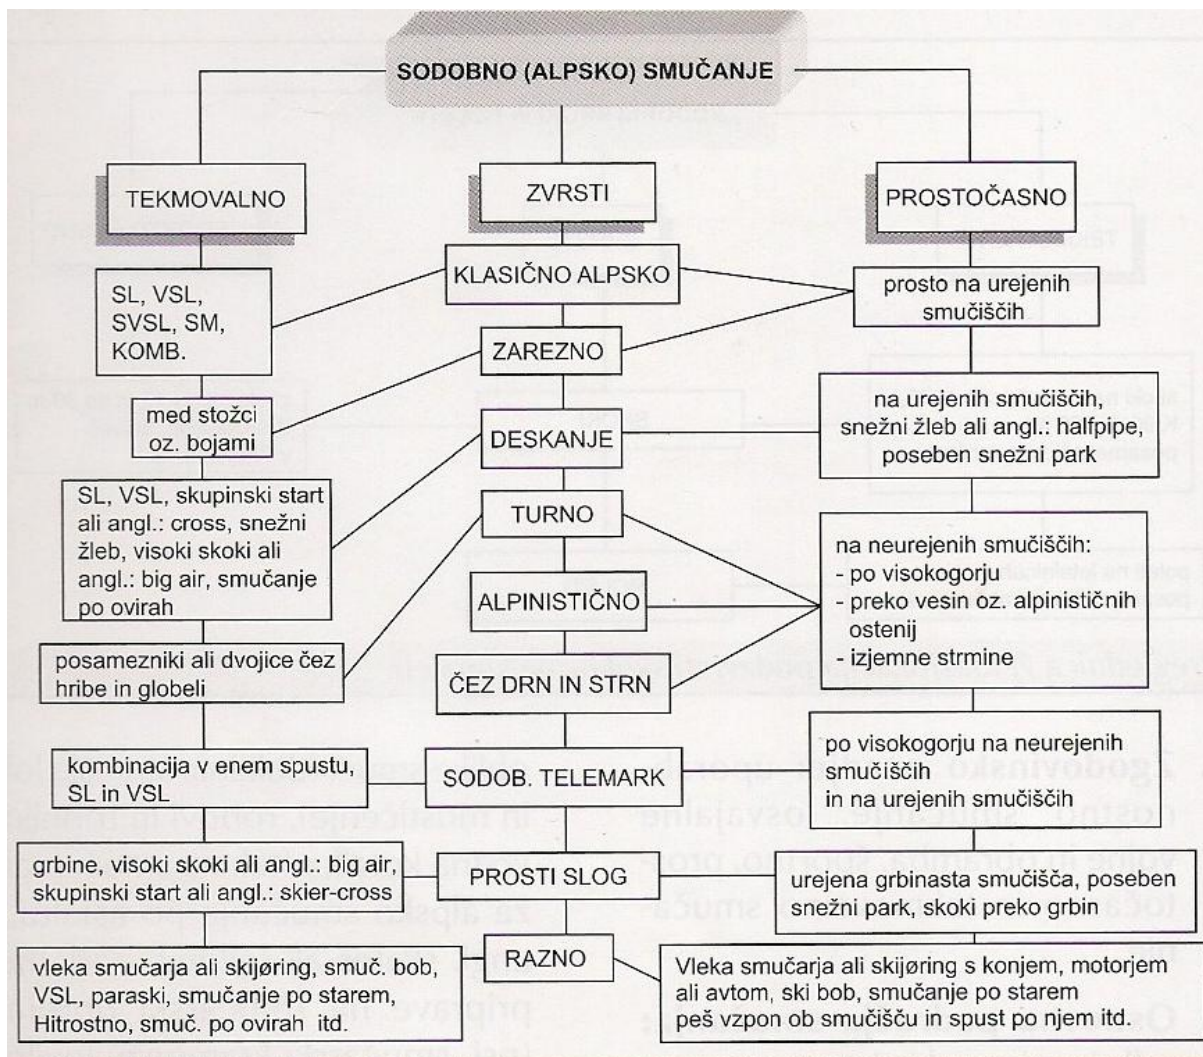 SODOBNO (ALPSKO) SMUČANJE
TEKMOVALNO
ZVRSTI
PROSTOČASNO
SL, VSL,
SVSL, SM,
KOMB.
KLASIČNO ALPSKO
prosto na urejenih
smučiščih
ZAREZNO
med stožci
oz. bojami
na urejenih smučiščih,
snežni žleb ali angl.: halfpipe,
poseben snežni park
DESKANJE
SL, VSL, skupinski start
ali angl.: cross, snežni
žleb, visoki skoki ali
angl.: big air, smučanje
po ovirah
TURNO
na neurejenih smučiščih:
- po visokogorju
- preko vesin oz. alpinističnih
ostenij
- izjemne strmine
ALPINISTIČNO
posamezniki ali dvojice čez
hribe in globeli
ČEZ DRN IN STRN
po visokogorju na neurejenih
smučiščih
in na urejenih smučiščih
kombinacija v enem spustu,
SL in VSL
SODOB. TELEMARK
grbine, visoki skoki ali angl.: big air,
skupinski start ali angl.: skier-cross
PROSTI SLOG
urejena grbinasta smučišča, poseben
snežni park, skoki preko grbin
RAZNO
vleka smučarja ali skijøring, smuč. bob,
VSL, paraski, smučanje po starem,
Hitrostno, smuč. po ovirah itd.
Vleka smučarja ali skijøring s konjem, motorjem
ali avtom, ski bob, smučanje po starem
peš vzpon ob smučišču in spust po njem itd.